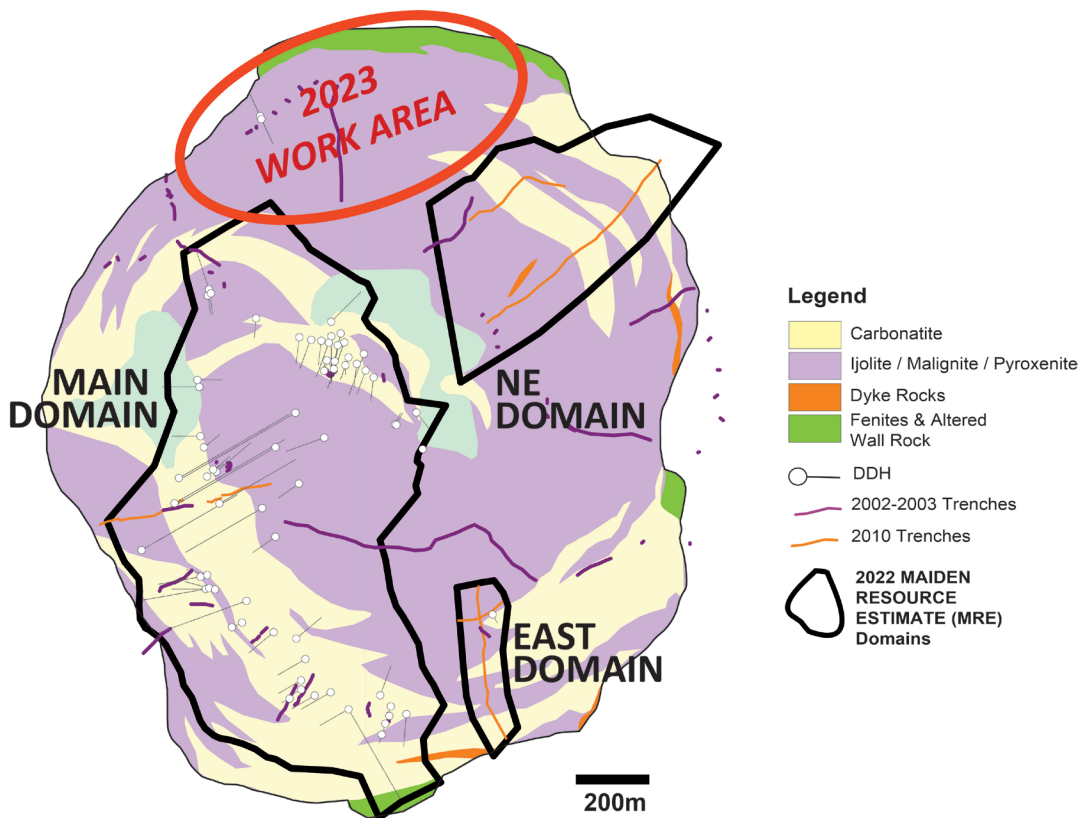 2023
WORK AREA
MAIN
DOMAIN
NE
DOMAIN
EAST
DOMAIN
200m
Legend
Carbonatite
Ijolite / Malignite / Pyroxenite
Dyke Rocks
Fenites & Altered
Wall Rock
DDH
2002-2003 Trenches
2010 Trenches
2022 MAIDEN
RESOURCE
ESTIMATE (MRE)
Domains